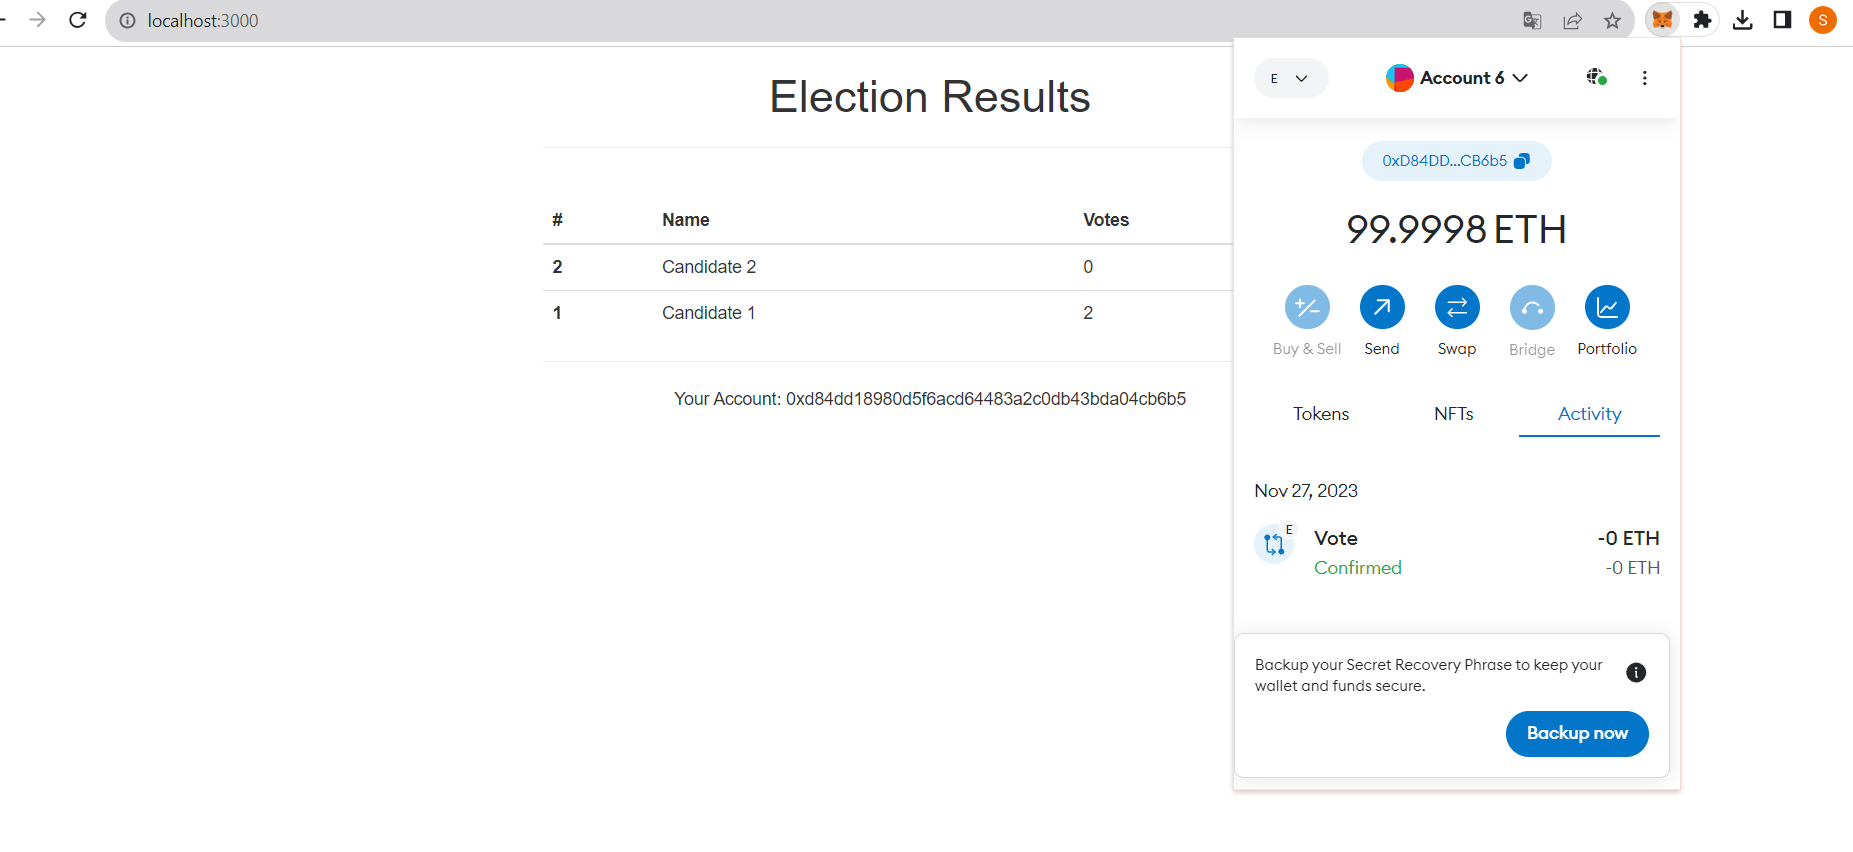 localhost:3000
S
Election Results
# Name Votes
2 Candidate 2 0
1 Candidate 1 2
Your Account: 0xd84dd18980d5f6acd64483a2c0db43bda04cb6b5
E
Account 6
0xD84DD...CB6b5
99.9998 ETH
Buy & Sell Send Swap Bridge Portfolio
Tokens NFTs Activity
Nov 27, 2023
E
Vote -0 ETH
Confirmed -0 ETH
Backup your Secret Recovery Phrase to keep your
wallet and funds secure.
Backup now